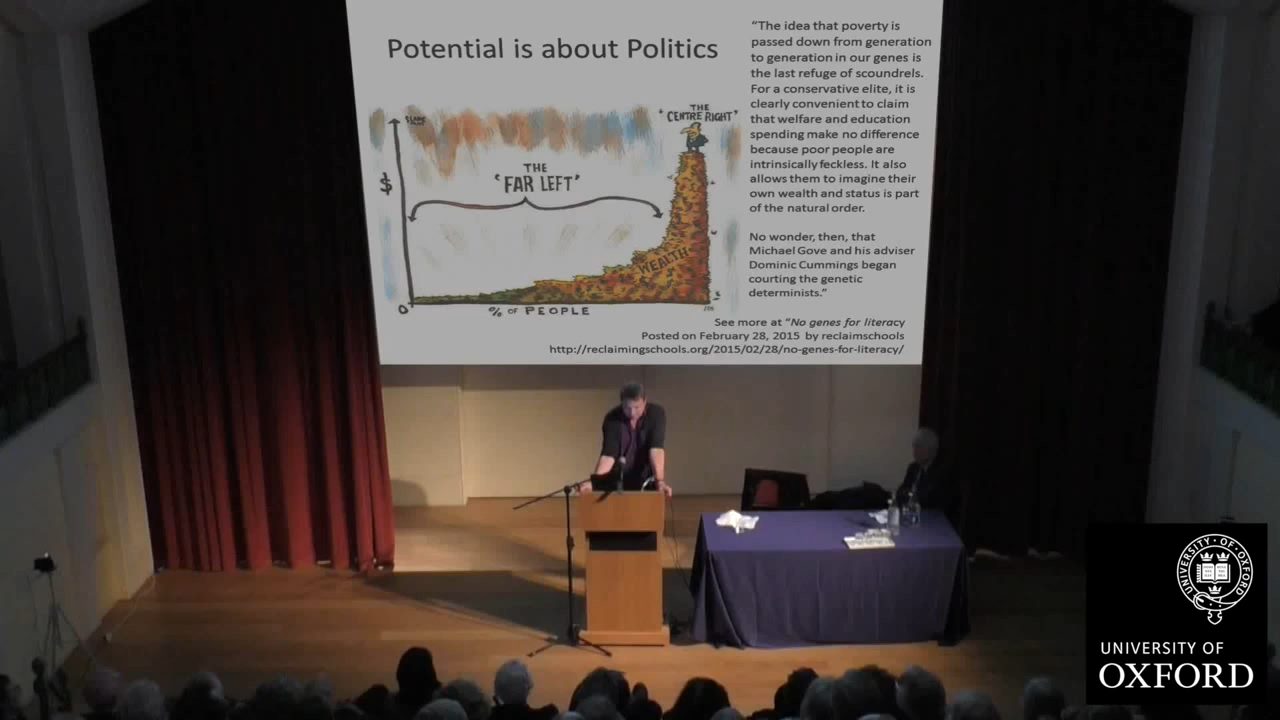 Potential is about Politics
$
THE
'FAR LEFT'
THE
'CENTRE RIGHT'
WEALTH
0
% OF PEOPLE
"The idea that poverty is
passed down from generation
to generation in our genes is
the last refuge of scoundrels.
For a conservative elite, it is
clearly convenient to claim
that welfare and education
spending make no difference
because poor people are
intrinsically feckless. It also
allows them to imagine their
own wealth and status is part
of the natural order.
No wonder, then, that
Michael Gove and his adviser
Dominic Cummings began
courting the genetic
determinists."
See more at "No genes for literacy
Posted on February 28, 2015 by reclaimschools
http://reclaimingschools.org/2015/02/28/no-genes-for-literacy/
UNIVERSITY OF OXFORD
UNIVERSITY OF
OXFORD